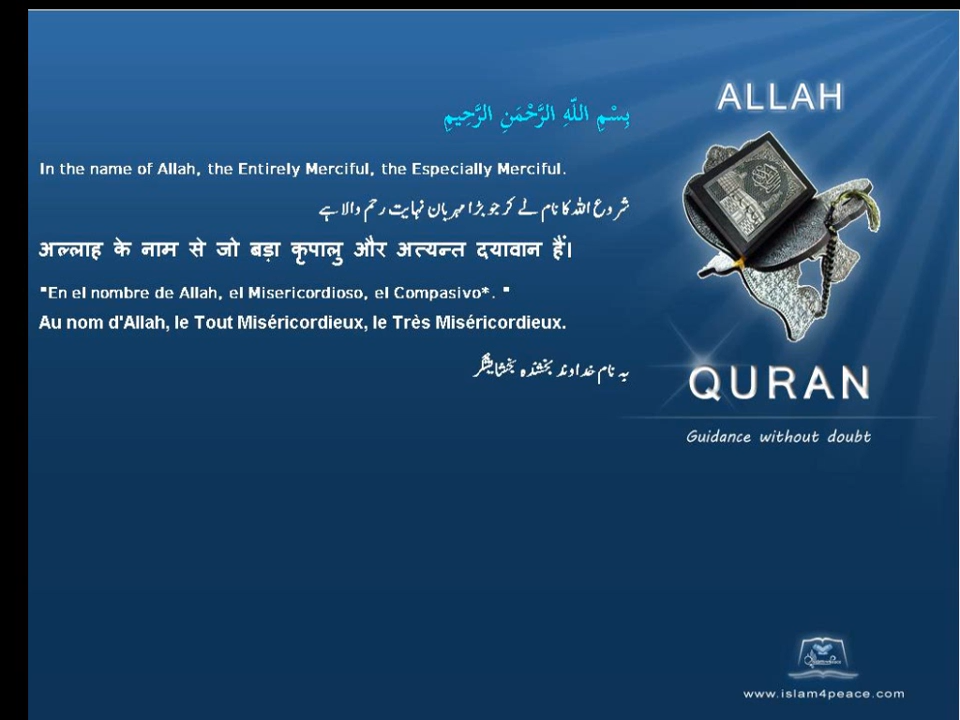 بِسْمِ اللّهِ الرَّحْمَنِ الرَّحِيمِ
In the name of Allah, the Entirely Merciful, the Especially Merciful.
شروع الله کا نام لے کر جو بڑا مہربان نہایت رحم والا ہے
अल्लाह के नाम से जो बड़ा कृपालु और अत्यन्त दयावान हैं।
"En el nombre de Allah, el Misericordioso, el Compasivo*. "
Au nom d'Allah, le Tout Miséricordieux, le Très Miséricordieux.
به نام خداوند بخشنده بخشایشگر
ALLAH
QURAN
Guidance without doubt
www.islam4peace.com